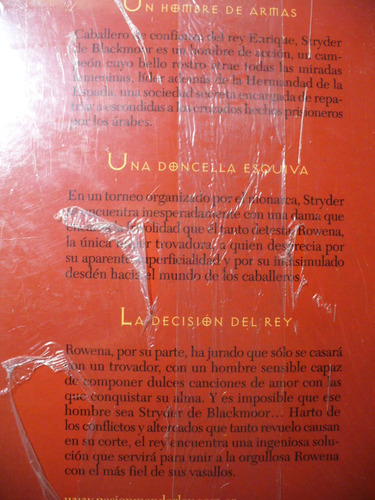 UN HOMBRE DE ARMAS
Caballero de confianza del rey Enrique, Stryder
de Blackmoor es un hombre de acción, un cam-
peón cuyo bello rostro atrae todas las miradas
femeninas, líder además de la Hermandad de la
Espada, una sociedad secreta encargada de repa-
triar a escondidas a los cruzados hechos prisioneros
por los árabes.
UNA DONCELLA ESQUIVA
En un torneo organizado por el monarca, Stryder
se encuentra inesperadamente con una dama que
que tanto detesta: Rowena,
la única mujer trovadora, a quien desprecia por
su aparente superficialidad y por su indisimulado
desdén hacia el mundo de los caballeros.
LA DECISIÓN DEL REY
Rowena, por su parte, ha jurado que sólo se casará
con un trovador, con un hombre sensible capaz
de componer dulces canciones de amor con las
que conquistar su alma. Y és imposible que ese
hombre sea Stryder de Blackmoor... Harto de
los conflictos y altercados que tanto revuelo causan
en su corte, el rey encuentra una ingeniosa solu-
ción que servirá para unir a la orgullosa Rowena
con el más fiel de sus vasallos.